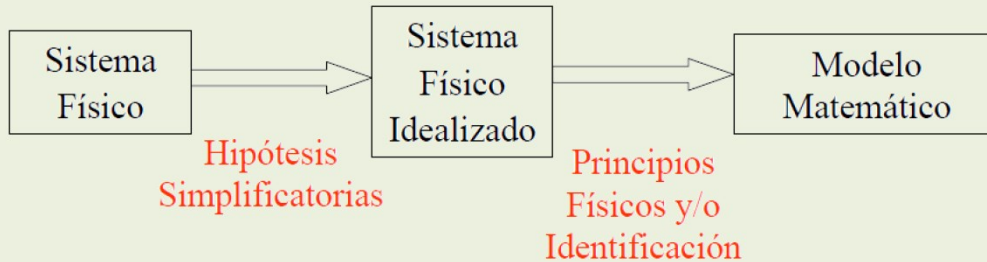 Sistema
Físico
Hipótesis
Simplificatorias
Sistema
Físico
Idealizado
Principios
Físicos y/o
Identificación
Modelo
Matemático